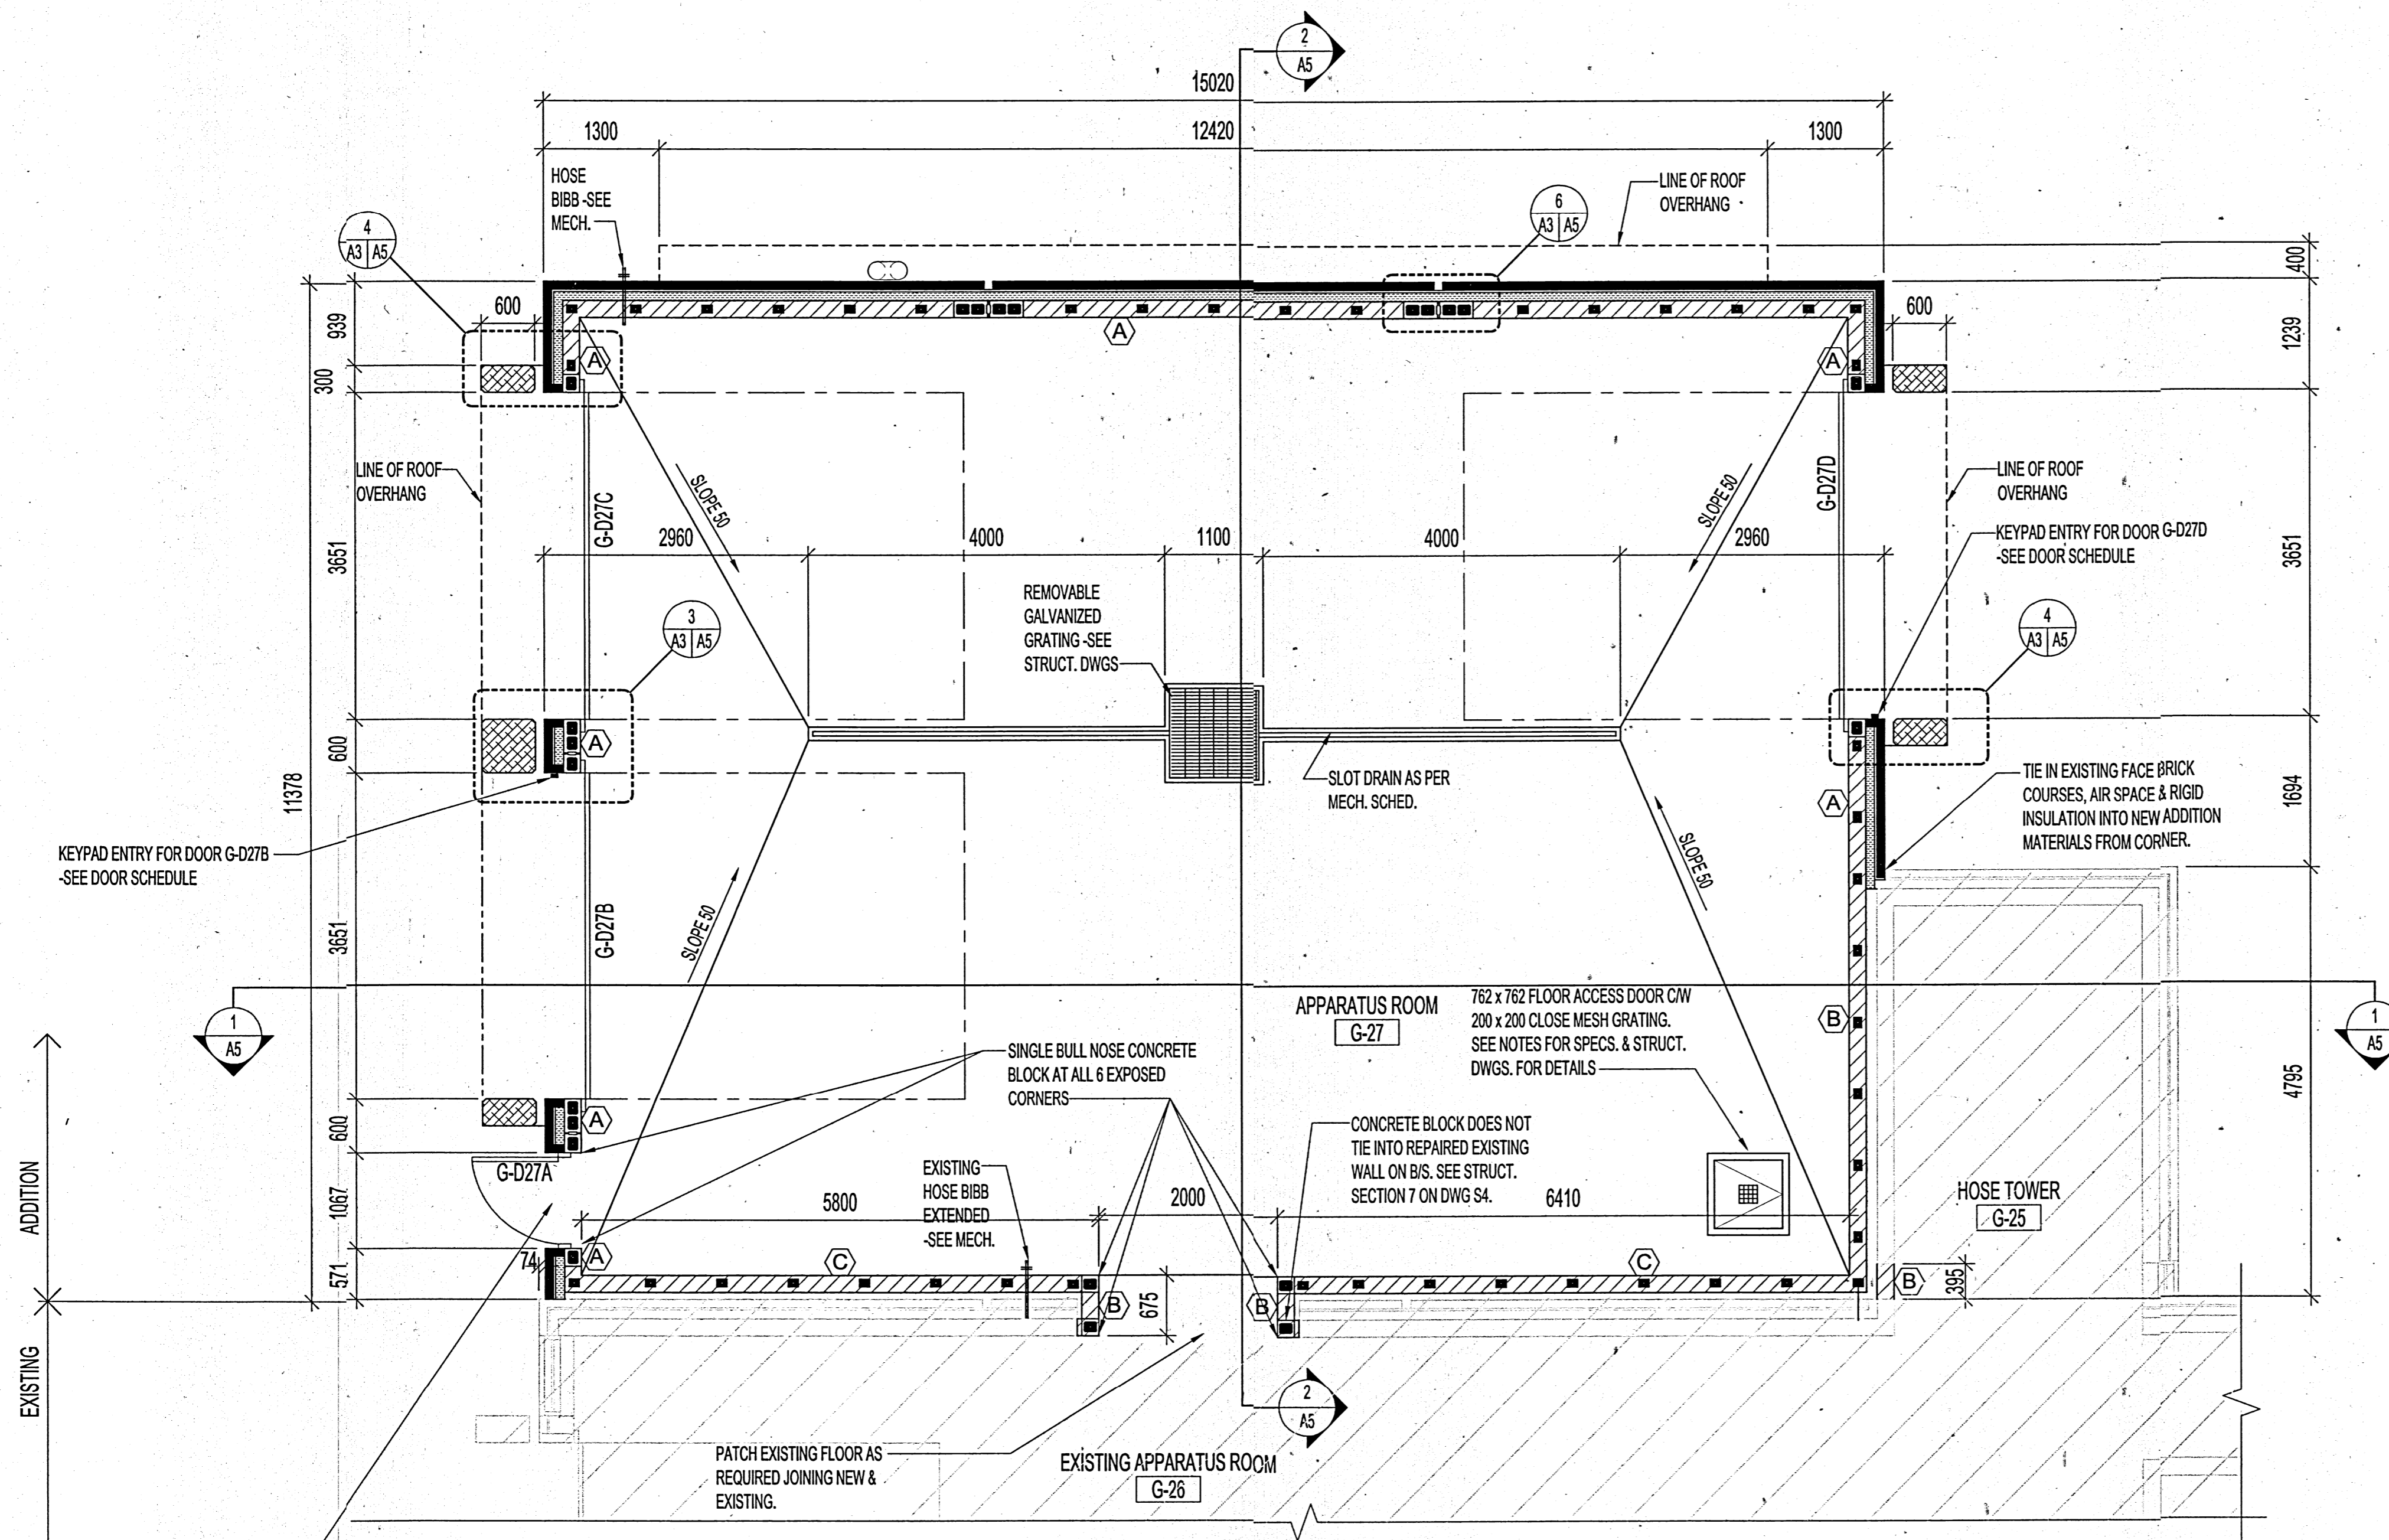 2
A5
15020
1300
12420
1300
HOSE
BIBB -SEE
MECH.
LINE OF ROOF
OVERHANG
4
A3 A5
6
A3 A5
400
600
600
939
1239
A
A
A
300
LINE OF ROOF
OVERHANG
G-D27C
SLOPE 50
SLOPE 50
G-D27D
LINE OF ROOF
OVERHANG
3651
2960
4000
1100
4000
2960
KEYPAD ENTRY FOR DOOR G-D27D
-SEE DOOR SCHEDULE
3651
REMOVABLE
GALVANIZED
GRATING -SEE
STRUCT. DWGS
3
A3 A5
4
A3 A5
600
A
11378
SLOT DRAIN AS PER
MECH. SCHED.
A
TIE IN EXISTING FACE BRICK
COURSES, AIR SPACE & RIGID
INSULATION INTO NEW ADDITION
MATERIALS FROM CORNER.
1694
KEYPAD ENTRY FOR DOOR G-D27B
-SEE DOOR SCHEDULE
3651
G-D27B
SLOPE 50
SLOPE 50
1
A5
APPARATUS ROOM
G-27
762 x 762 FLOOR ACCESS DOOR C/W
200 x 200 CLOSE MESH GRATING.
SEE NOTES FOR SPECS. & STRUCT.
DWGS. FOR DETAILS
B
1
A5
SINGLE BULL NOSE CONCRETE
BLOCK AT ALL 6 EXPOSED
CORNERS
4795
600
A
CONCRETE BLOCK DOES NOT
TIE INTO REPAIRED EXISTING
WALL ON B/S. SEE STRUCT.
SECTION 7 ON DWG S4.
ADDITION
G-D27A
1067
EXISTING
HOSE BIBB
EXTENDED
-SEE MECH.
5800
2000
6410
HOSE TOWER
G-25
74
571
A
C
C
B
675
B
B
395
EXISTING
2
A5
PATCH EXISTING FLOOR AS
REQUIRED JOINING NEW &
EXISTING.
EXISTING APPARATUS ROOM
G-26